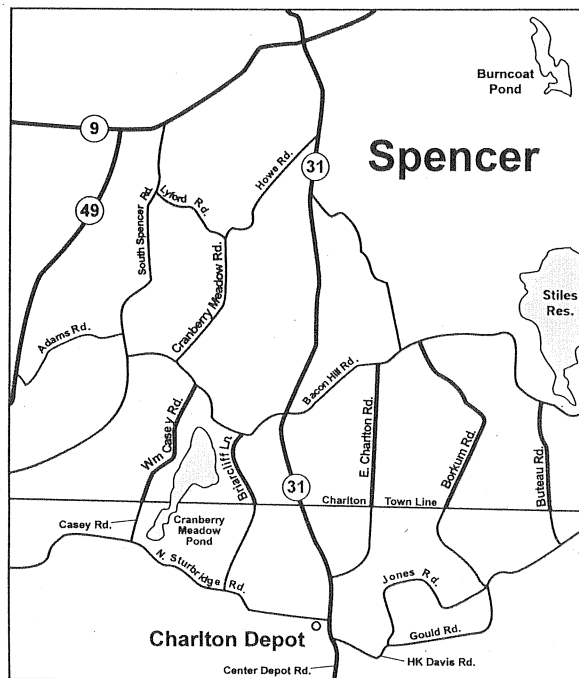 Burncoat
Pond
9
Spencer
31
Howe Rd.
Lyford Rd.
49
South Spencer Rd.
Cranberry Meadow Rd.
Stiles
Res.
Adams Rd.
Bacon Hill Rd.
Wm Casey Rd.
Briarcliff Ln.
E. Charlton Rd.
Borkum Rd.
Buteau Rd.
31
Charlton Town Line
Casey Rd.
Cranberry
Meadow
Pond
N. Sturbridge Rd.
Jones Rd.
Charlton Depot
Gould Rd.
HK Davis Rd.
Center Depot Rd.